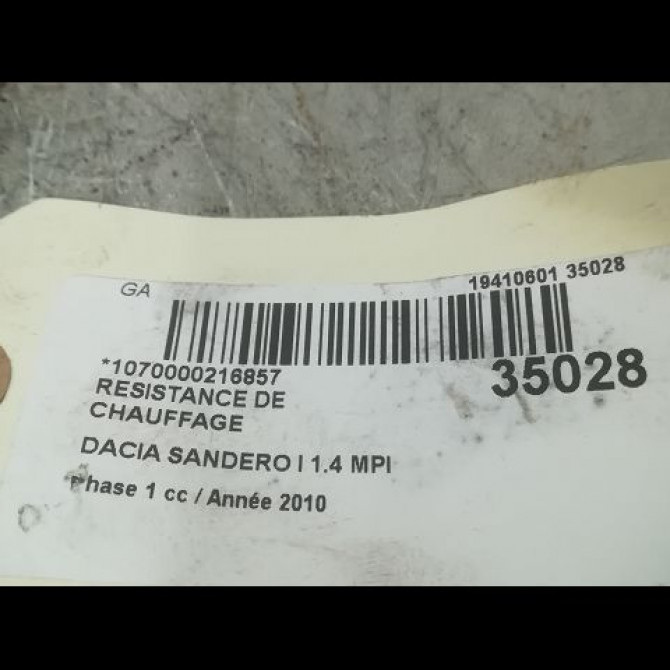 GA
19410601 35028
*1070000216857
35028
RESISTANCE DE
CHAUFFAGE
DACIA SANDERO I 1.4 MPI
Phase 1 cc / Année 2010